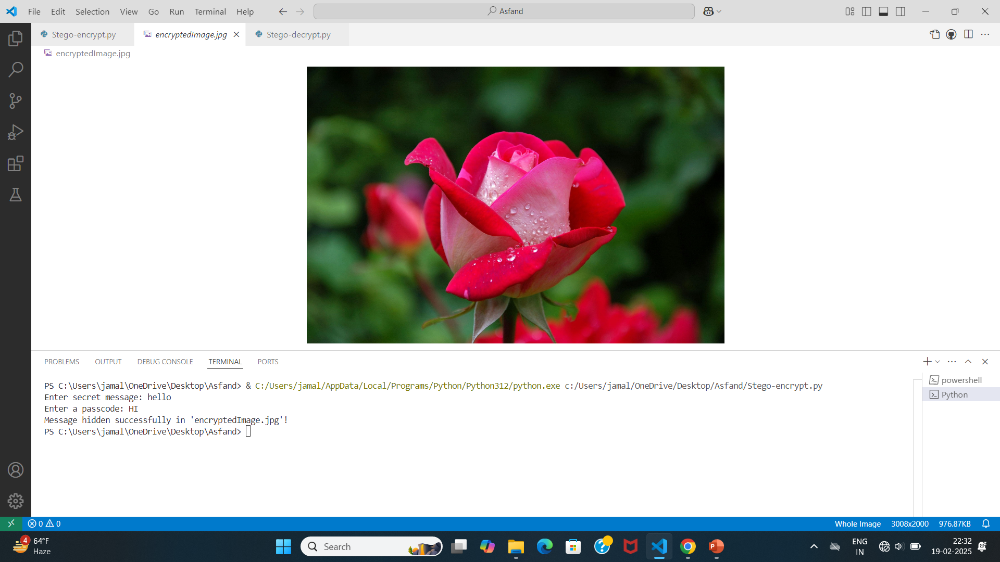 File Edit Selection View Go Run Terminal Help
Asfand
Stego-encrypt.py
encryptedImage.jpg
Stego-decrypt.py
encryptedImage.jpg
PROBLEMS OUTPUT DEBUG CONSOLE TERMINAL PORTS
PS C:\Users\jamal\OneDrive\Desktop\Asfand> & C:/Users/jamal/AppData/Local/Programs/Python/Python312/python.exe c:/Users/jamal/OneDrive/Desktop/Asfand/Stego-encrypt.py
Enter secret message: hello
Enter a passcode: HI
Message hidden successfully in 'encryptedImage.jpg'!
PS C:\Users\jamal\OneDrive\Desktop\Asfand>
powershell
Python
0 0
Whole Image 3008x2000 976.87KB
4
64°F
Haze
Search
ENG
IN
22:32
19-02-2025